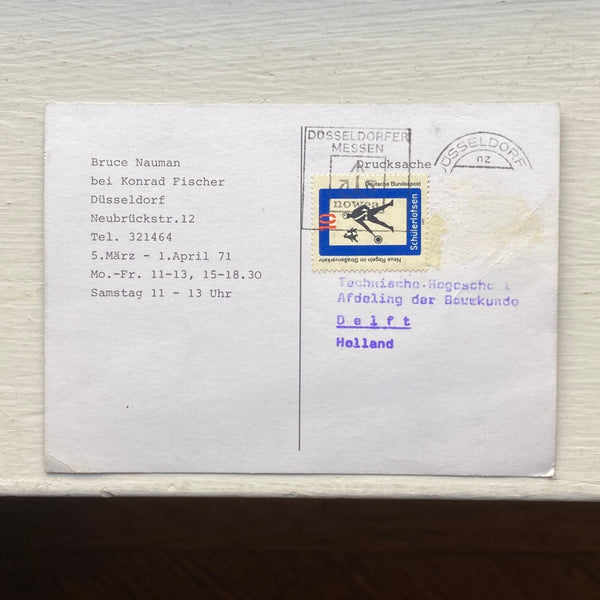 Bruce Nauman
bei Konrad Fischer
Düsseldorf
Neubrückstr.12
Tel. 321464
5.März - 1.April 71
Mo.-Fr. 11-13, 15-18.30
Samstag 11 - 13 Uhr
DÜSSELDORFER
MESSEN
nowea
Drucksache
DÜSSELDORF
nz
Deutsche Bundespost
Schülerlotsen
10
Neue Regeln im Straßenverkehr
Technische Hogescho l
Afdeling der Bouwkunde
Delft
Holland